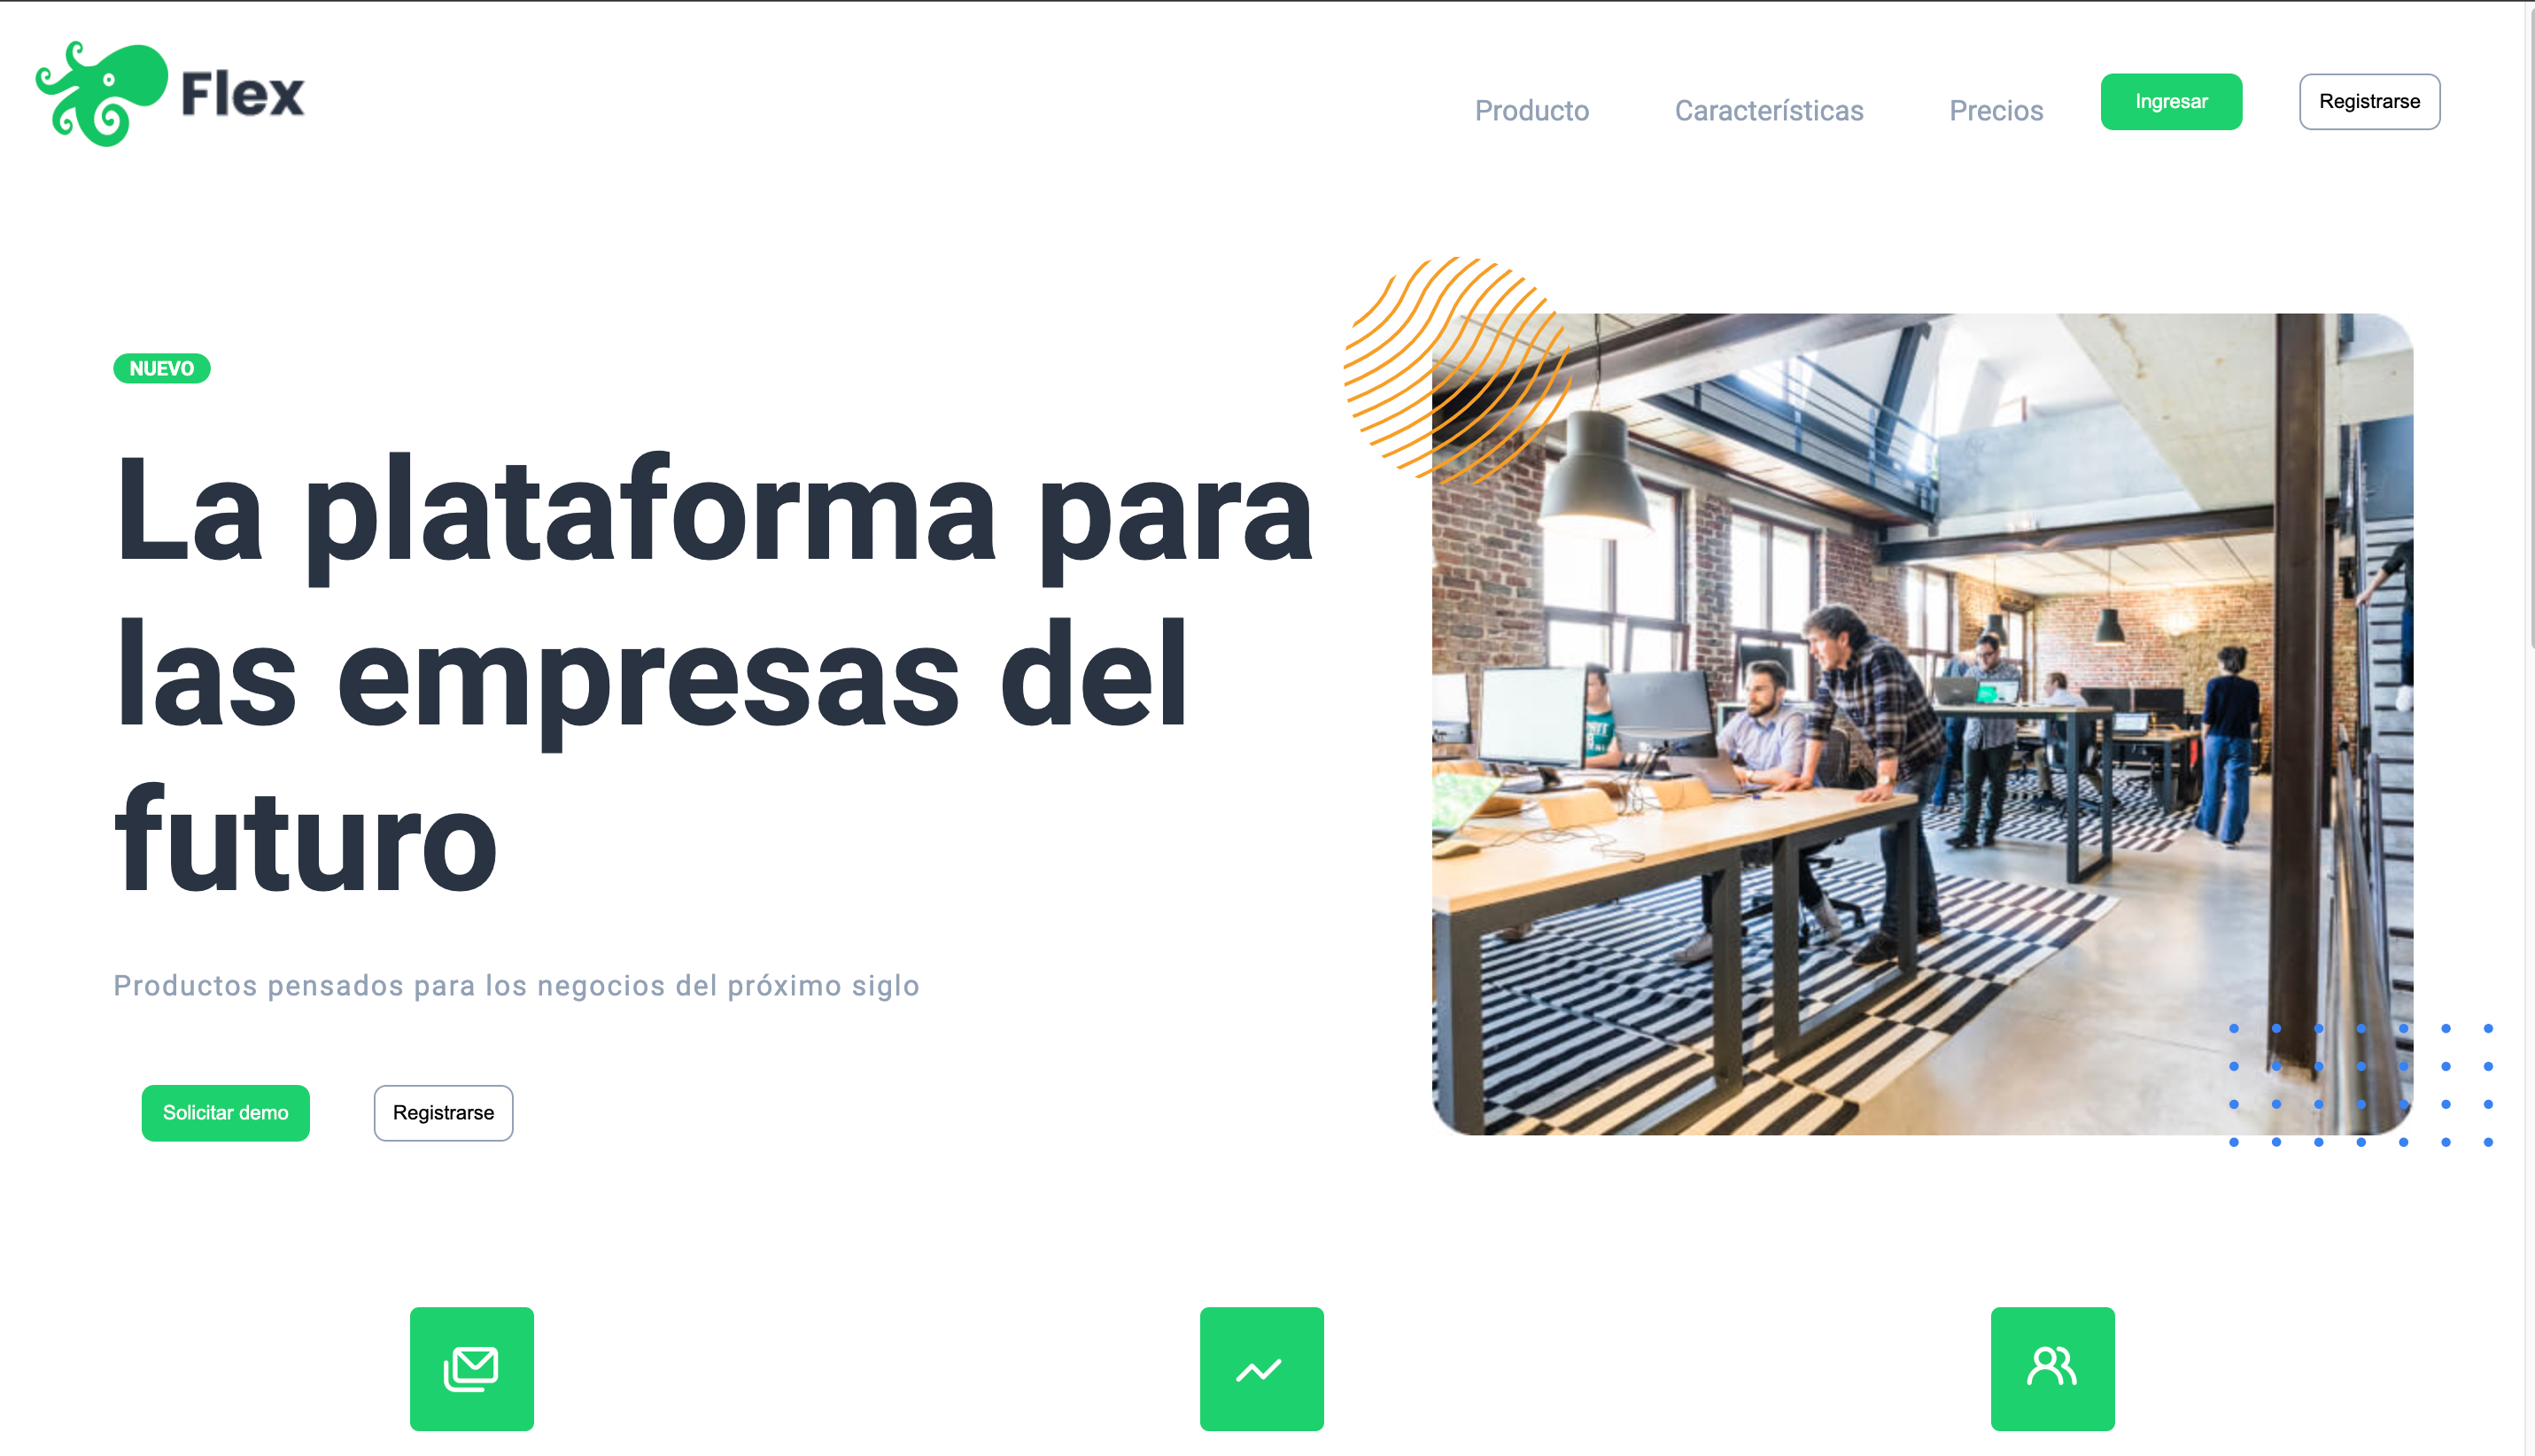 Flex
Producto
Características
Precios
Ingresar
Registrarse
NUEVO
La plataforma para
las empresas del
futuro
Productos pensados para los negocios del próximo siglo
Solicitar demo
Registrarse